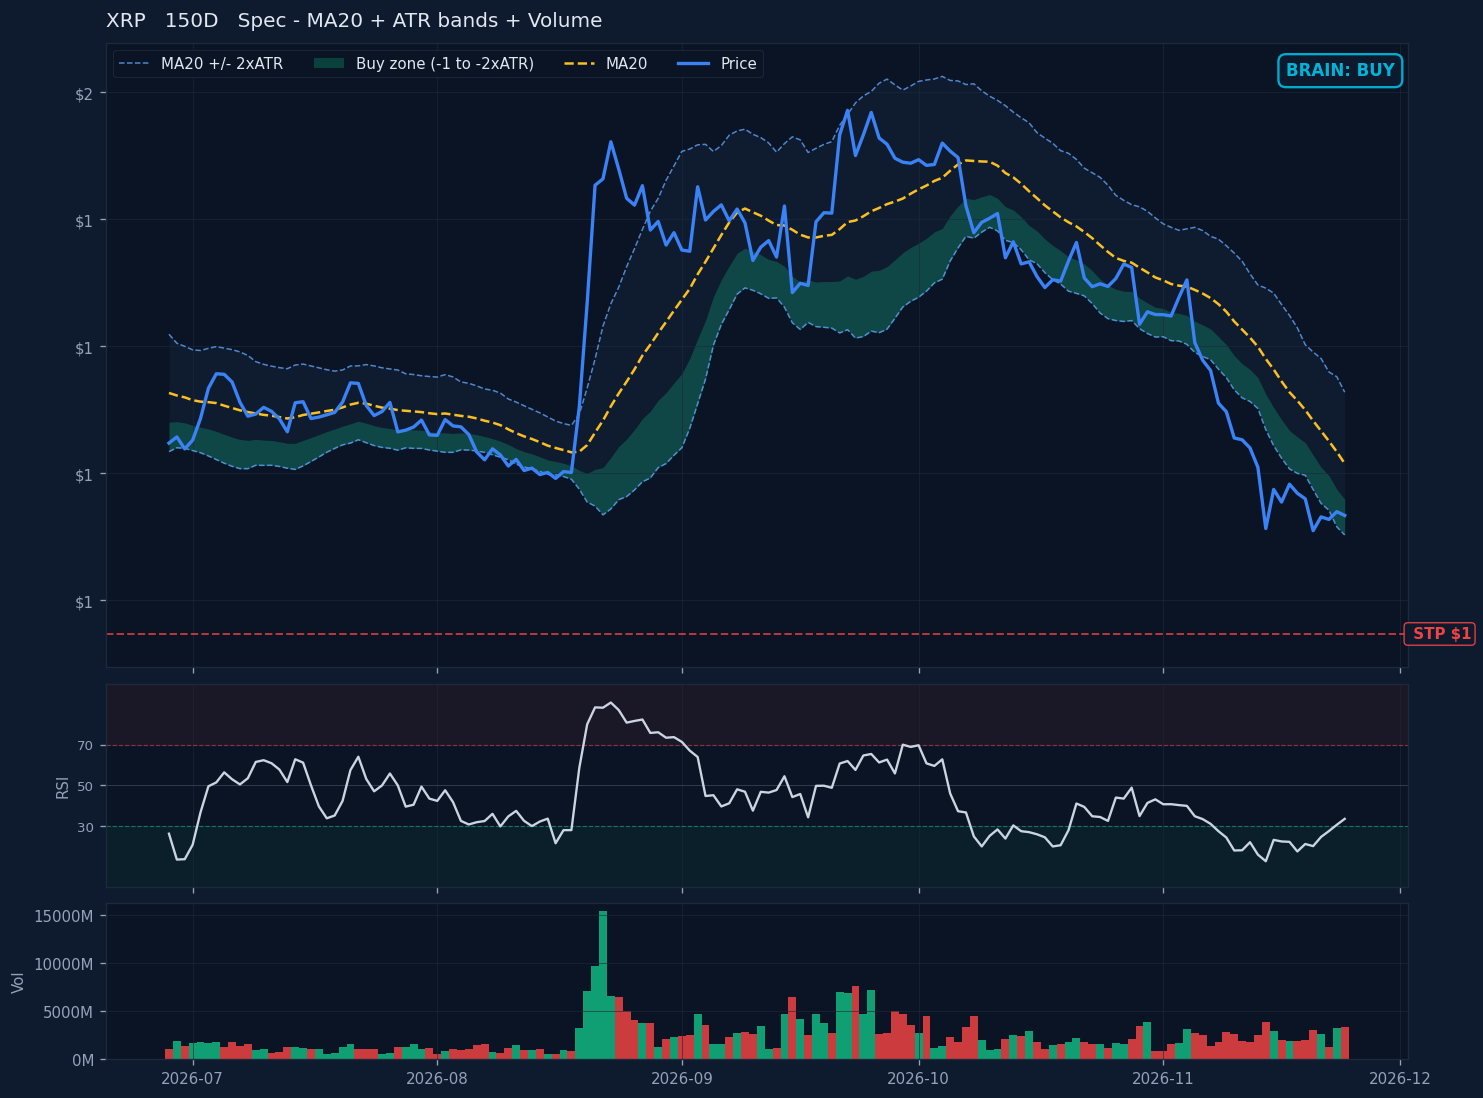 XRP   150D   Spec - MA20 + ATR bands + Volume
MA20 +/- 2xATR
Buy zone (-1 to -2xATR)
MA20
Price
BRAIN: BUY
$2
$1
$1
$1
$1
STP $1
RSI
70
50
30
Vol
15000M
10000M
5000M
0M
2026-07
2026-08
2026-09
2026-10
2026-11
2026-12